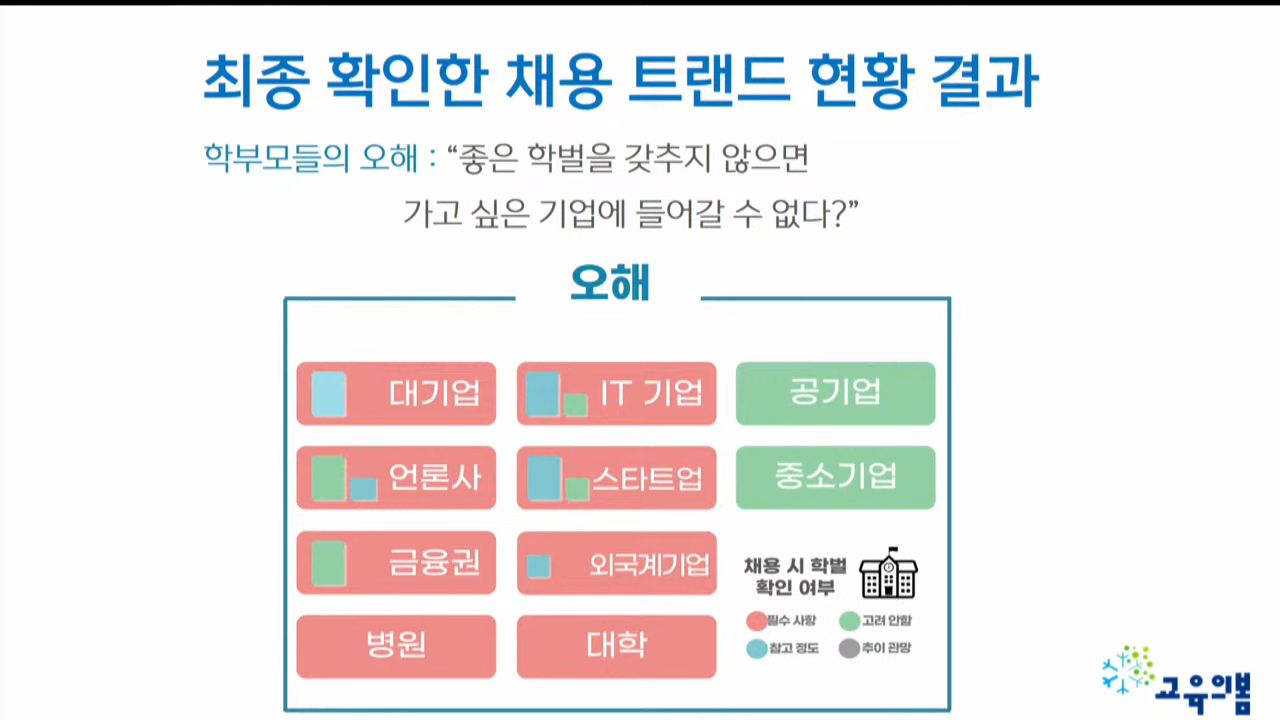 최종 확인한 채용 트랜드 현황 결과
학부모들의 오해 : “좋은 학벌을 갖추지 않으면
가고 싶은 기업에 들어갈 수 없다?”
오해
대기업
IT 기업
공기업
언론사
스타트업
중소기업
금융권
외국계기업
병원
대학
채용 시 학벌
확인 여부
필수 사항
고려 안함
참고 정도
추이 관망
교육의봄